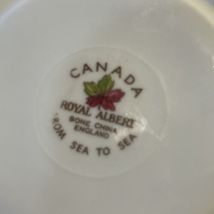 CANADA
ROYAL ALBERT
BONE CHINA
ENGLAND
FROM SEA TO SEA